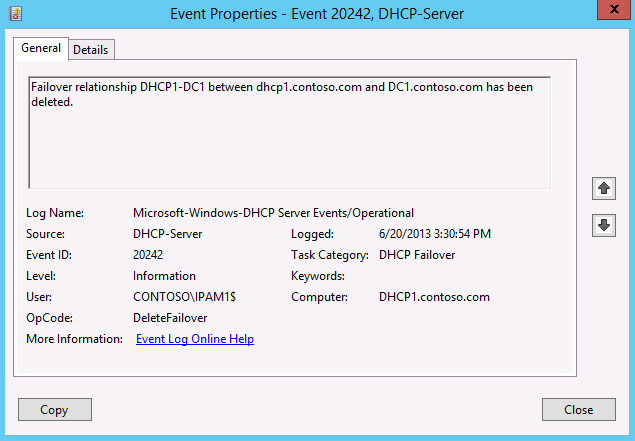 Event Properties - Event 20242, DHCP-Server
x
General Details
Failover relationship DHCP1-DC1 between dhcp1.contoso.com and DC1.contoso.com has been
deleted.
Log Name: Microsoft-Windows-DHCP Server Events/Operational
Source: DHCP-Server Logged: 6/20/2013 3:30:54 PM
Event ID: 20242 Task Category: DHCP Failover
Level: Information Keywords:
User: CONTOSO\IPAM1$ Computer: DHCP1.contoso.com
OpCode: DeleteFailover
More Information: Event Log Online Help
Copy Close